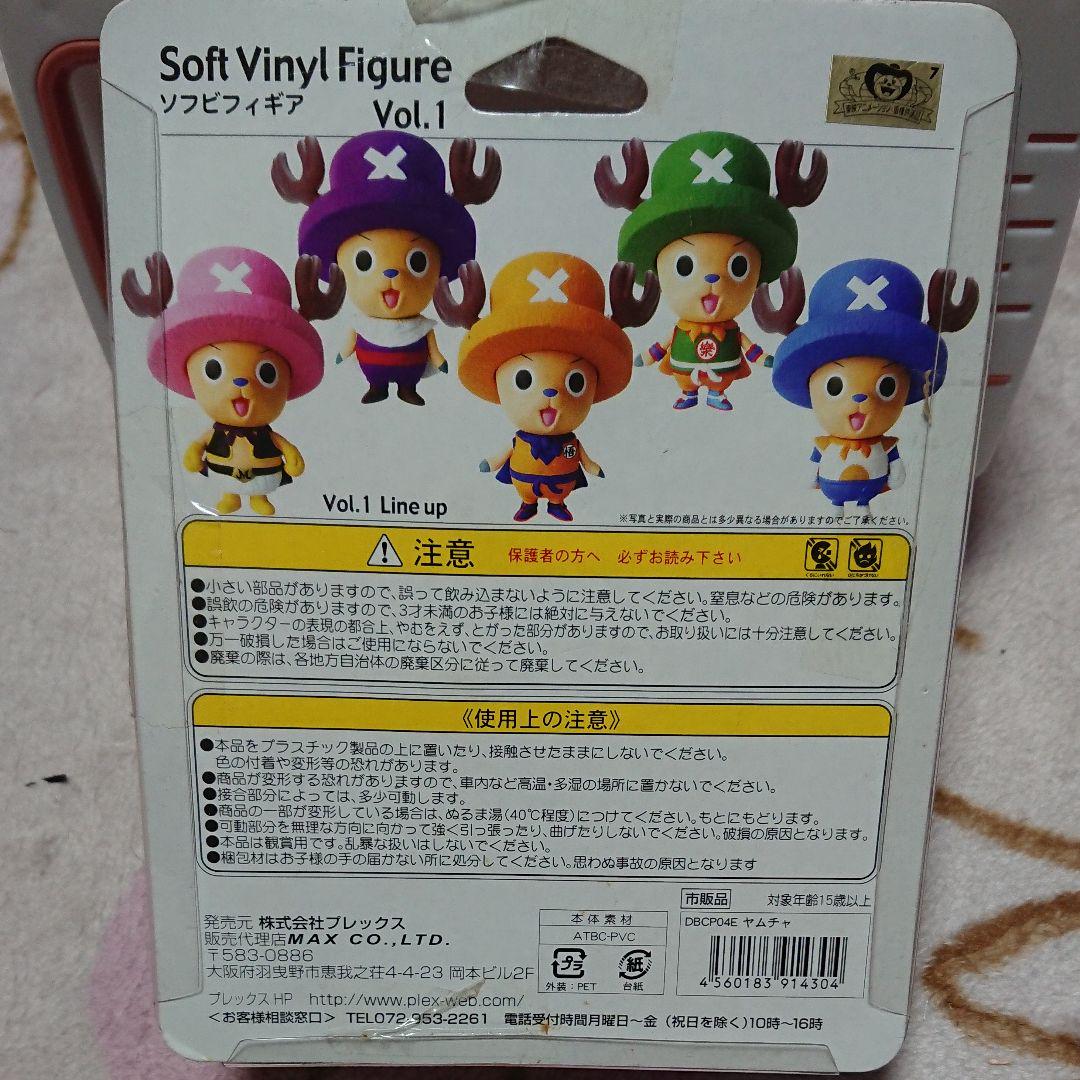 Soft Vinyl Figure
ソフビフィギア
Vol.1
7
樂
悟
Vol.1 Line up
※写真と実際の商品とは多少異なる場合がありますのでご了承ください。
注意 保護者の方へ 必ずお読み下さい
●小さい部品がありますので、誤って飲み込まないように注意してください。窒息などの危険があります。
●誤飲の危険がありますので、3才未満のお子様には絶対に与えないでください。
●キャラクターの表現の都合上、やむをえず、とがった部分がありますので、お取り扱いには十分注意してください。
●万一破損した場合はご使用にならないでください。
●廃棄の際は、各地方自治体の廃棄区分に従って廃棄してください。
《使用上の注意》
●本品をプラスチック製品の上に置いたり、接触させたままにしないでください。
色の付着や変形等の恐れがあります。
●商品が変形する恐れがありますので、車内など高温・多湿の場所に置かないでください。
●接合部分によっては、多少可動します。
●商品の一部が変形している場合は、ぬるま湯(40℃程度)につけてください。もとにもどります。
●可動部分を無理な方向に向かって強く引っ張ったり、曲げたりしないでください。破損の原因となります。
●本品は観賞用です。乱暴な扱いはしないでください。
●梱包材はお子様の手の届かない所に処分してください。思わぬ事故の原因となります
市販品 対象年齢15歳以上
発売元 株式会社プレックス
販売代理店MAX CO.,LTD.
〒583-0886
大阪府羽曳野市恵我之荘4-4-23 岡本ビル2F
本体素材
ATBC-PVC
プラ
外装:PET
紙
台紙
DBCP04E ヤムチャ
4 560183 914304
プレックスHP http://www.plex-web.com/
<お客様相談窓口> TEL072-953-2261 電話受付時間月曜日～金(祝日を除く)10時～16時